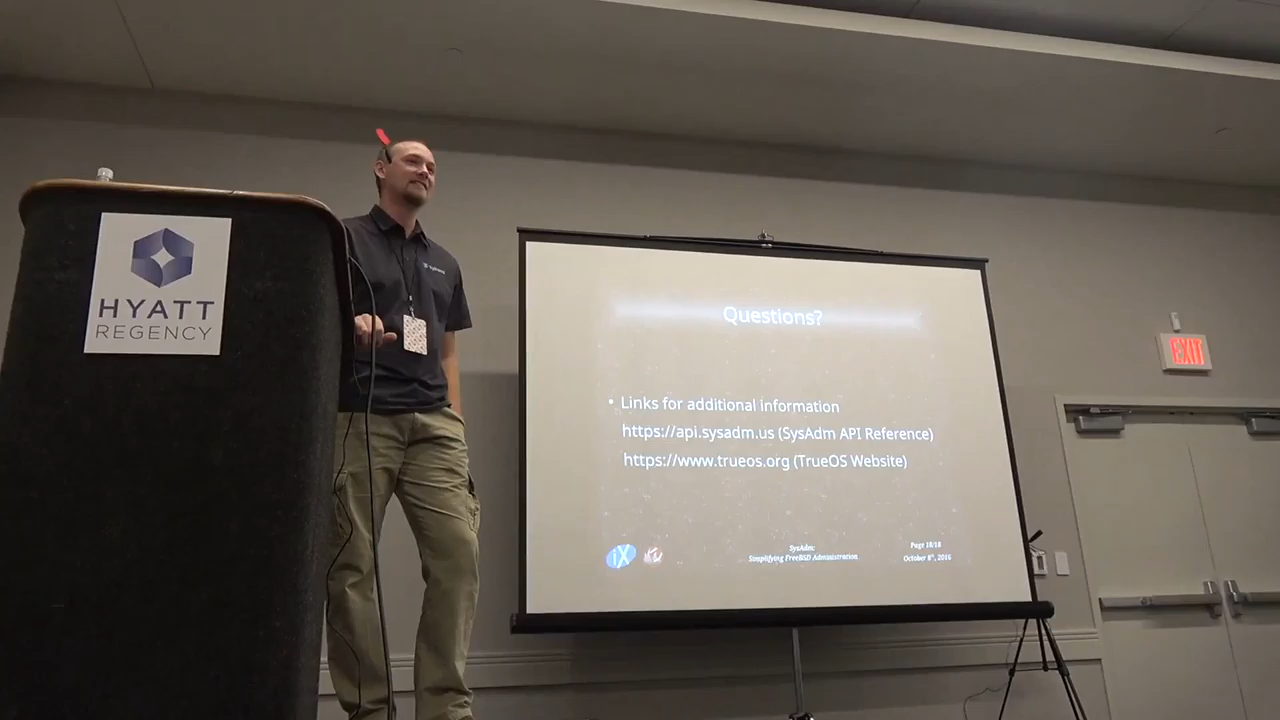 HYATT
REGENCY
Questions?
• Links for additional information
https://api.sysadm.us (SysAdm API Reference)
https://www.trueos.org (TrueOS Website)
iX
SysAdm:
Simplifying FreeBSD Administration
Page 18/18
October 8th, 2016
EXIT